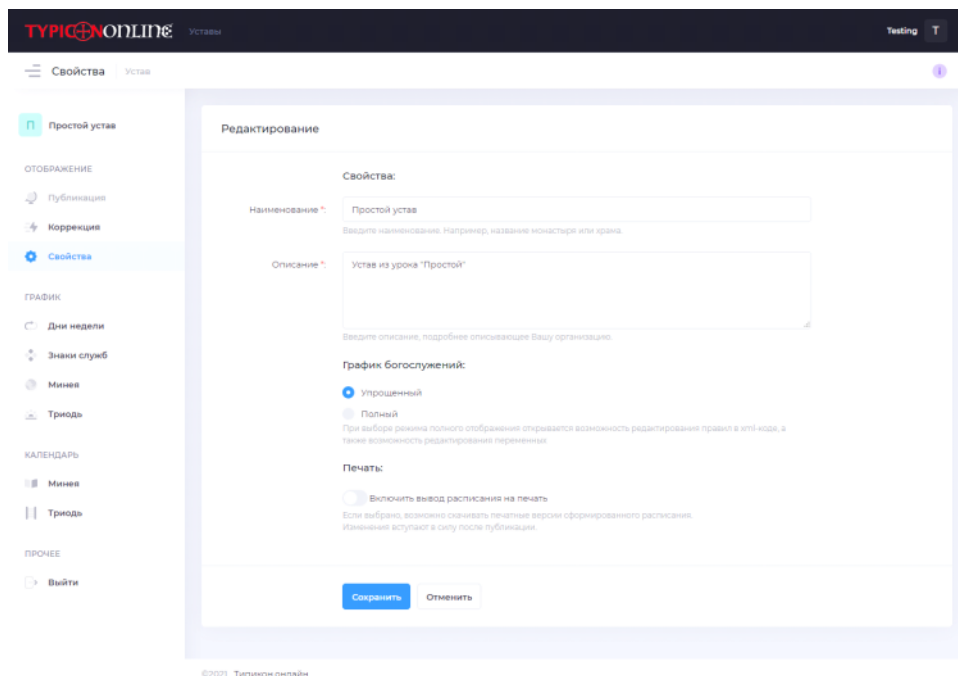 TYPICONONLINE Уставы Testing T
Свойства Устав i
П Простой устав
ОТОБРАЖЕНИЕ
Публикация
Коррекция
Свойства
ГРАФИК
Дни недели
Знаки служб
Минея
Триодь
КАЛЕНДАРЬ
Минея
Триодь
ПРОЧЕЕ
Выйти
Редактирование
Свойства:
Наименование *: Простой устав
Введите наименование. Например, название монастыря или храма.
Описание *: Устав из урока "Простой"
Введите описание, подробнее описывающее Вашу организацию.
График богослужений:
Упрощенный
Полный
При выборе режима полного отображения открывается возможность редактирования правил в xml-коде, а
также возможность редактирования переменных
Печать:
Включить вывод расписания на печать
Если выбрано, возможно скачивать печатные версии сформированного расписания.
Изменения вступают в силу после публикации.
Сохранить Отменить
©2021 Типикон онлайн